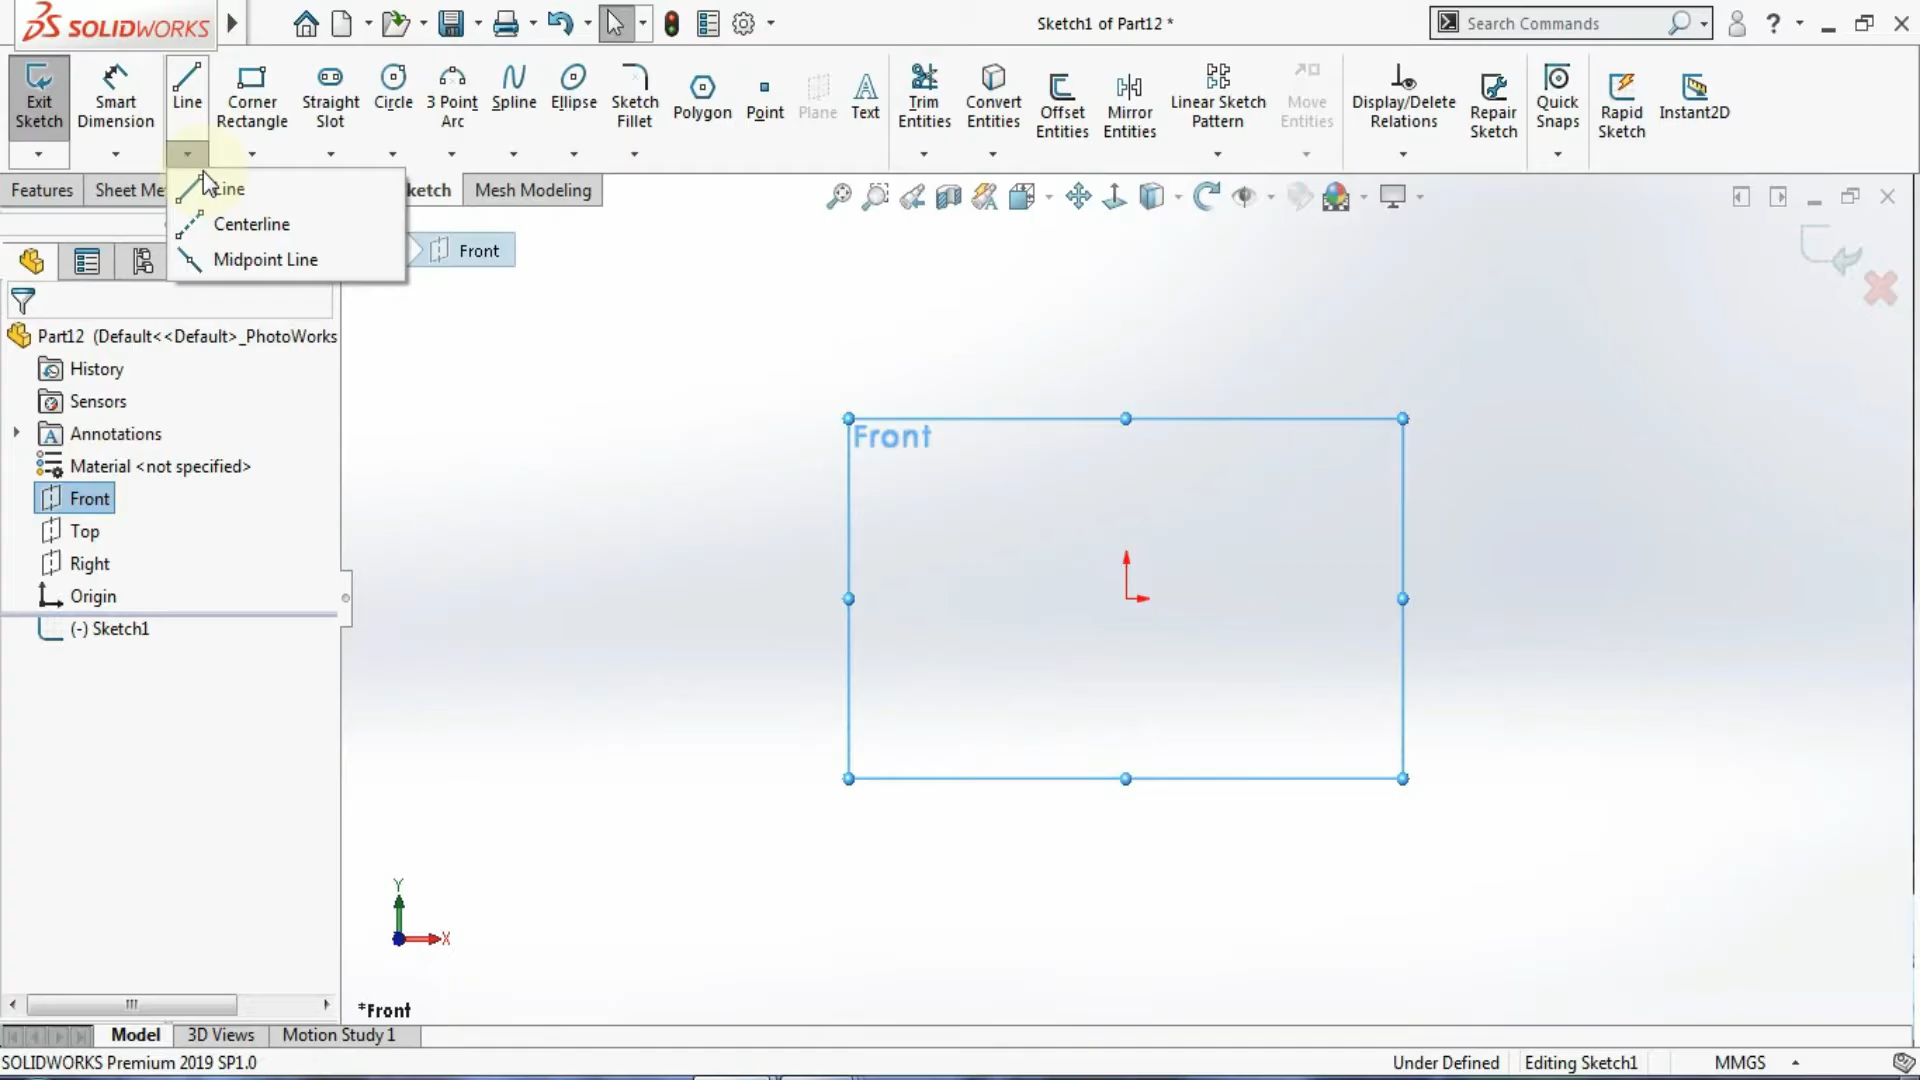 SOLIDWORKS
Sketch1 of Part12 *
Search Commands
?
Exit Sketch
Smart Dimension
Line
Corner Rectangle
Straight Slot
Circle
3 Point Arc
Spline
Ellipse
Sketch Fillet
Polygon
Point
Plane
Text
Trim Entities
Convert Entities
Offset Entities
Mirror Entities
Linear Sketch Pattern
Move Entities
Display/Delete Relations
Repair Sketch
Quick Snaps
Rapid Sketch
Instant2D
Features
Sheet Me
ketch
Mesh Modeling
Centerline
Midpoint Line
Front
Part12 (Default<<Default>_PhotoWorks
History
Sensors
Annotations
Material <not specified>
Front
Top
Right
Origin
(-) Sketch1
Front
Y
X
*Front
Model
3D Views
Motion Study 1
SOLIDWORKS Premium 2019 SP1.0
Under Defined
Editing Sketch1
MMGS